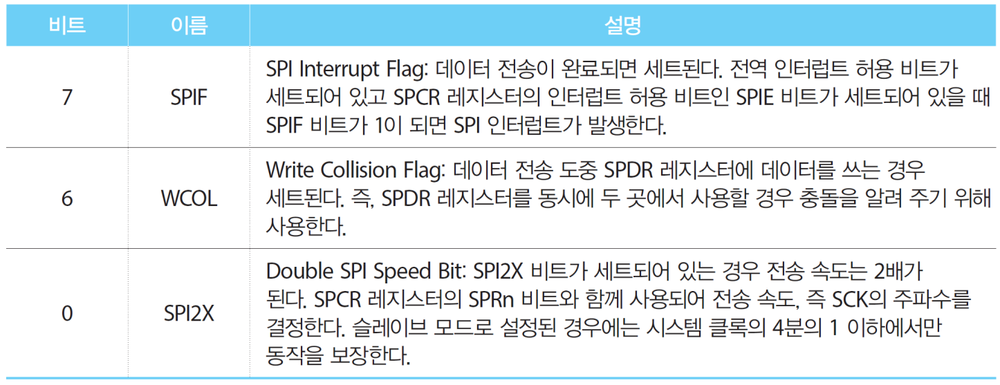 비트 이름 설명
SPI Interrupt Flag: 데이터 전송이 완료되면 세트된다. 전역 인터럽트 허용 비트가
7 SPIF 세트되어 있고 SPCR 레지스터의 인터럽트 허용 비트인 SPIE 비트가 세트되어 있을 때
SPIF 비트가 1이 되면 SPI 인터럽트가 발생한다.
Write Collision Flag: 데이터 전송 도중 SPDR 레지스터에 데이터를 쓰는 경우
6 WCOL 세트된다. 즉, SPDR 레지스터를 동시에 두 곳에서 사용할 경우 충돌을 알려 주기 위해
사용한다.
Double SPI Speed Bit: SPI2X 비트가 세트되어 있는 경우 전송 속도는 2배가
된다. SPCR 레지스터의 SPRn 비트와 함께 사용되어 전송 속도, 즉 SCK의 주파수를
0 SPI2X 결정한다. 슬레이브 모드로 설정된 경우에는 시스템 클록의 4분의 1 이하에서만
동작을 보장한다.